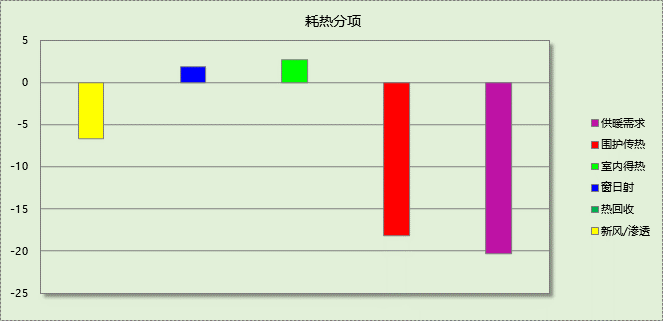 耗热分项
5
0
-5
-10
-15
-20
-25
供暖需求
围护传热
室内得热
窗日射
热回收
新风/渗透